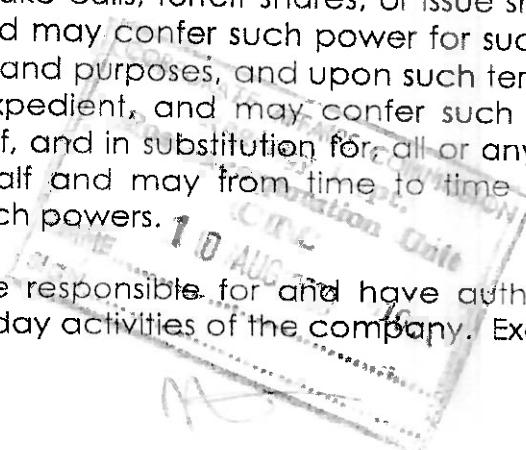 ake Calls, forfeit shares, or issue sh
d may confer such power for suc
and purposes, and upon such ter
xpedient, and may confer such
f, and in substitution for, all or any
alf and may from time to time
ch powers.
10 AUG
e responsible for and have auth
day activities of the company. Ex